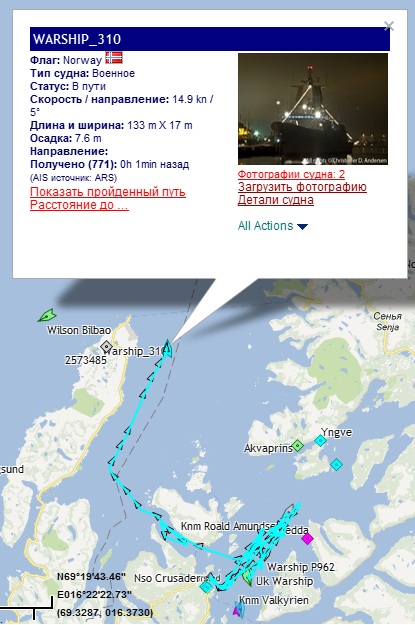 WARSHIP_310
Флаг: Norway
Тип судна: Военное
Статус: В пути
Скорость / направление: 14.9 kn /
5°
Длина и ширина: 133 m X 17 m
Осадка: 7.6 m
Направление:
Получено (771): 0h 1min назад
(AIS источник: ARS)
Показать пройденный путь
Расстояние до ...
Фотографии судна: 2
Загрузить фотографию
Детали судна
All Actions
Сенья
Senja
Wilson Bilbao
Warship_310
2573485
Yngve
Akvaprins
sund
Knm Roald Amundse
edda
Warship P962
Nso Crusader
UK Warship
Knm Valkyrien
N69°19'43.46"
E016°22'22.73"
(69.3287, 016.3730)